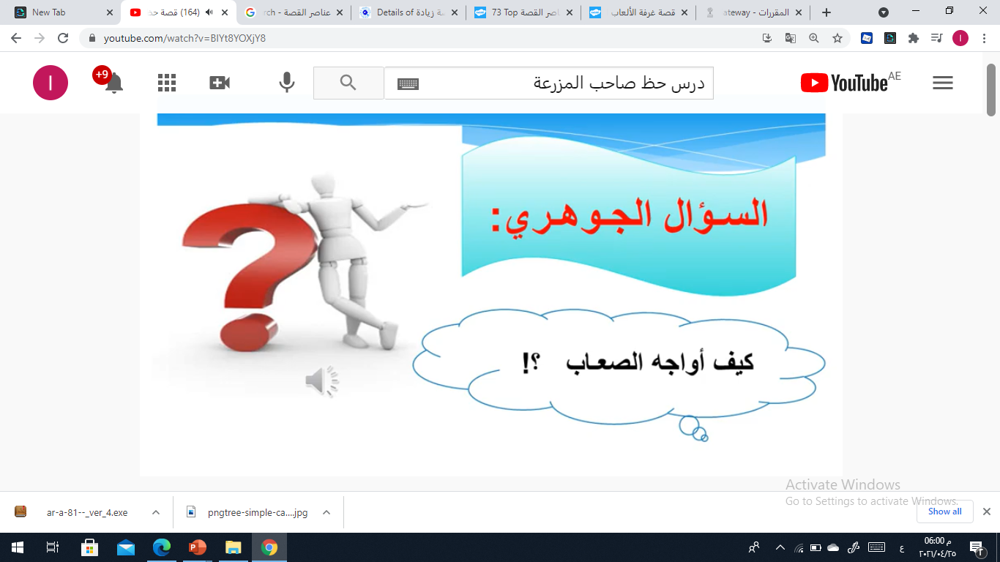 New Tab
(164) قصة حظ
عناصر القصة - rch
Details of ة زيادة
73 Top صر القصة
قصة غرفة الألعاب
المقررات - ateway
youtube.com/watch?v=BIYt8YOXjY8
I
I
+9
درس حظ صاحب المزرعة
YouTube AE
السؤال الجوهري:
كيف أواجه الصعاب ؟!
Activate Windows
Go to Settings to activate Windows.
ar-a-81--_ver_4.exe
pngtree-simple-ca....jpg
Show all
ع
06:00 م
٢٠٢١/٠٤/٢٥
٢